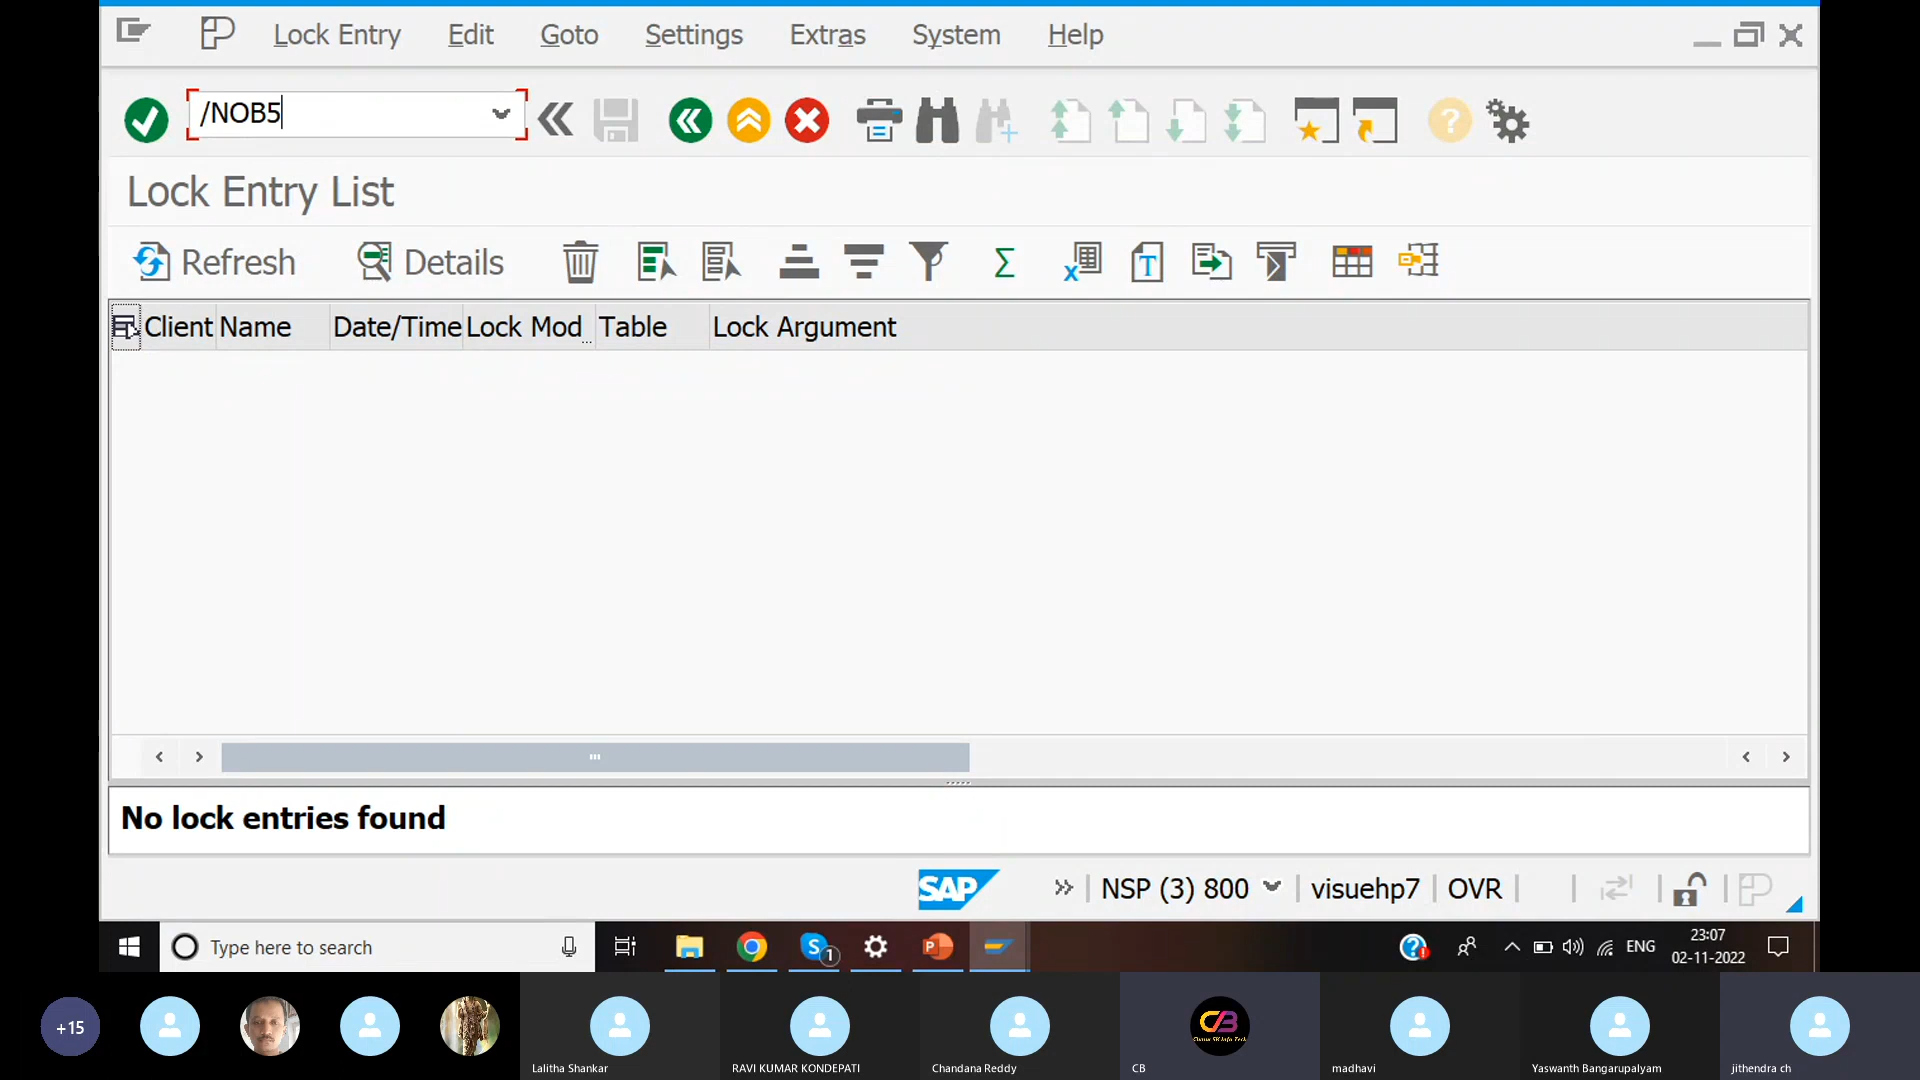 Lock Entry Edit Goto Settings Extras System Help
/NOB5
Lock Entry List
Refresh Details
Client Name Date/Time Lock Mod... Table Lock Argument
No lock entries found
SAP NSP (3) 800 visuehp7 OVR
Type here to search
S 1 P
ENG
23:07
02-11-2022
+15
CB
Lalitha Shankar
RAVI KUMAR KONDEPATI
Chandana Reddy
CB
madhavi
Yaswanth Bangarupalyam
jithendra ch